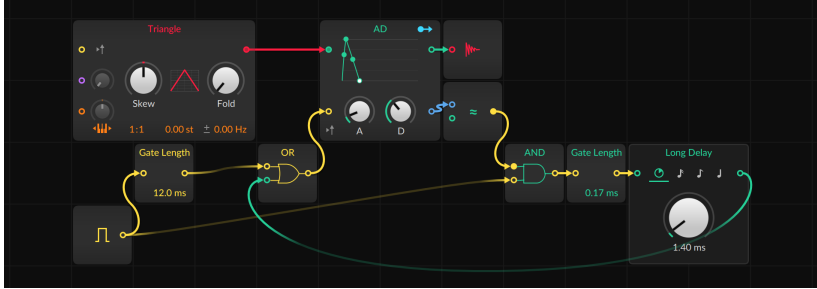 Triangle
AD
Skew
Fold
A
D
1:1
0.00 st
± 0.00 Hz
Gate Length
OR
AND
Gate Length
Long Delay
12.0 ms
0.17 ms
1.40 ms